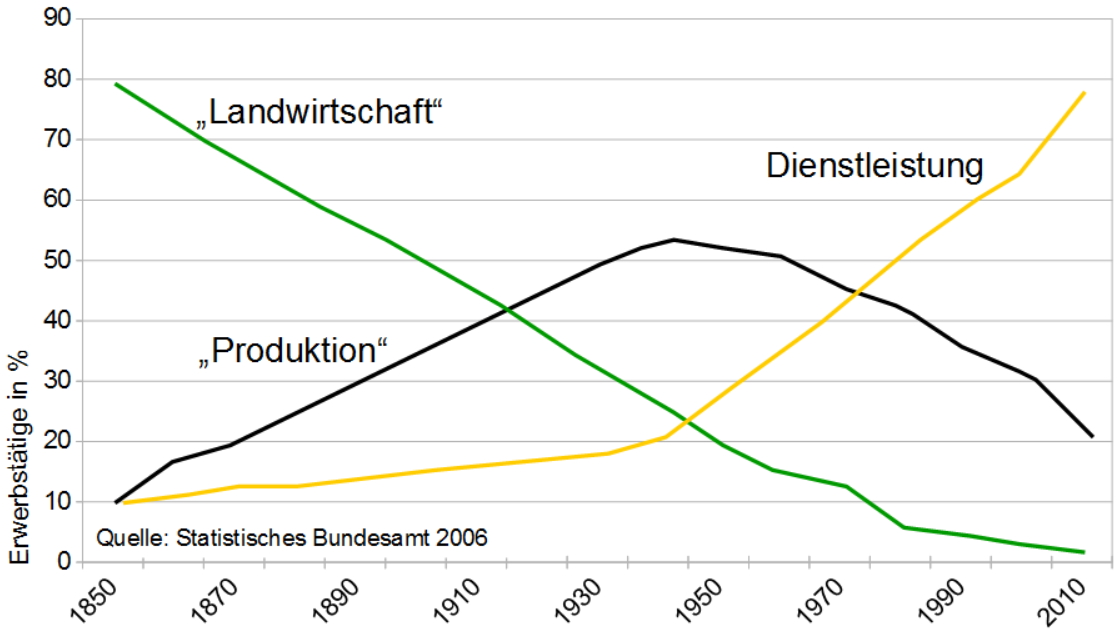 90
80
„Landwirtschaft“
70
Dienstleistung
60
50
40
„Produktion“
30
20
10
Quelle: Statistisches Bundesamt 2006
0
Erwerbstätige in %
1850 1870 1890 1910 1930 1950 1970 1990 2010